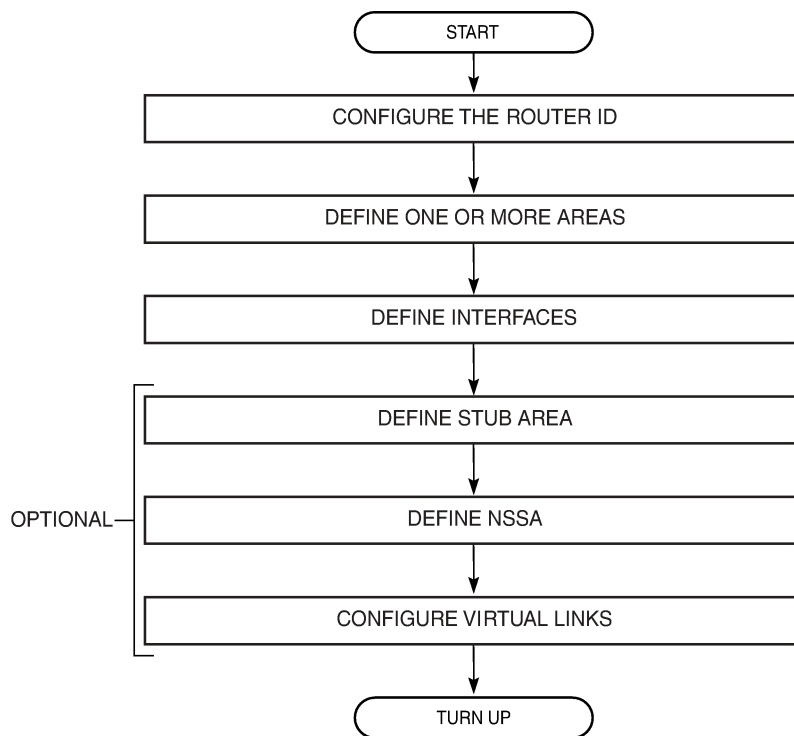 START
CONFIGURE THE ROUTER ID
DEFINE ONE OR MORE AREAS
DEFINE INTERFACES
DEFINE STUB AREA
OPTIONAL
DEFINE NSSA
CONFIGURE VIRTUAL LINKS
TURN UP